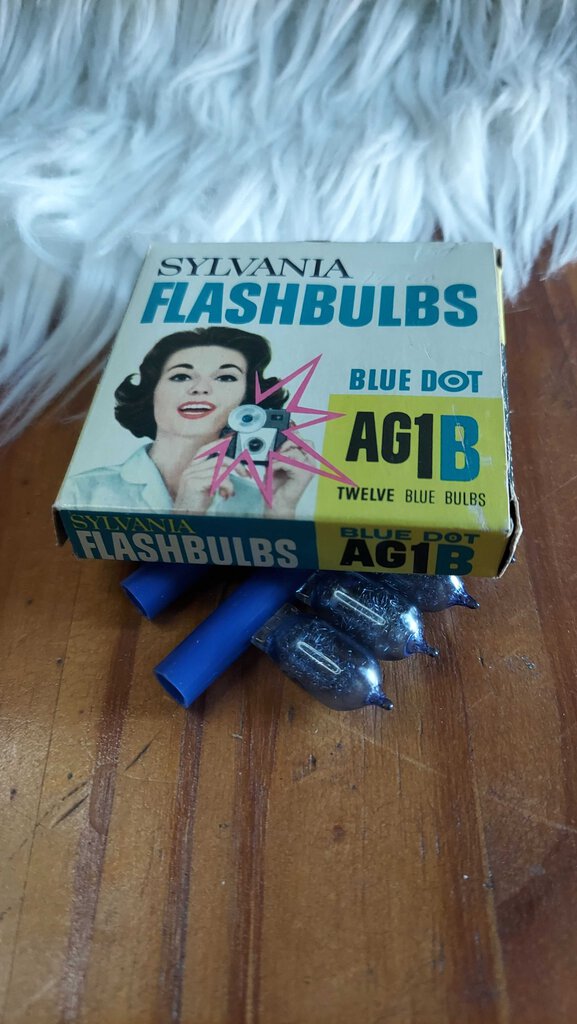 SYLVANIA
FLASHBULBS
BLUE DOT
AG1B
TWELVE BLUE BULBS
SYLVANIA
FLASHBULBS
BLUE DOT
AG1B